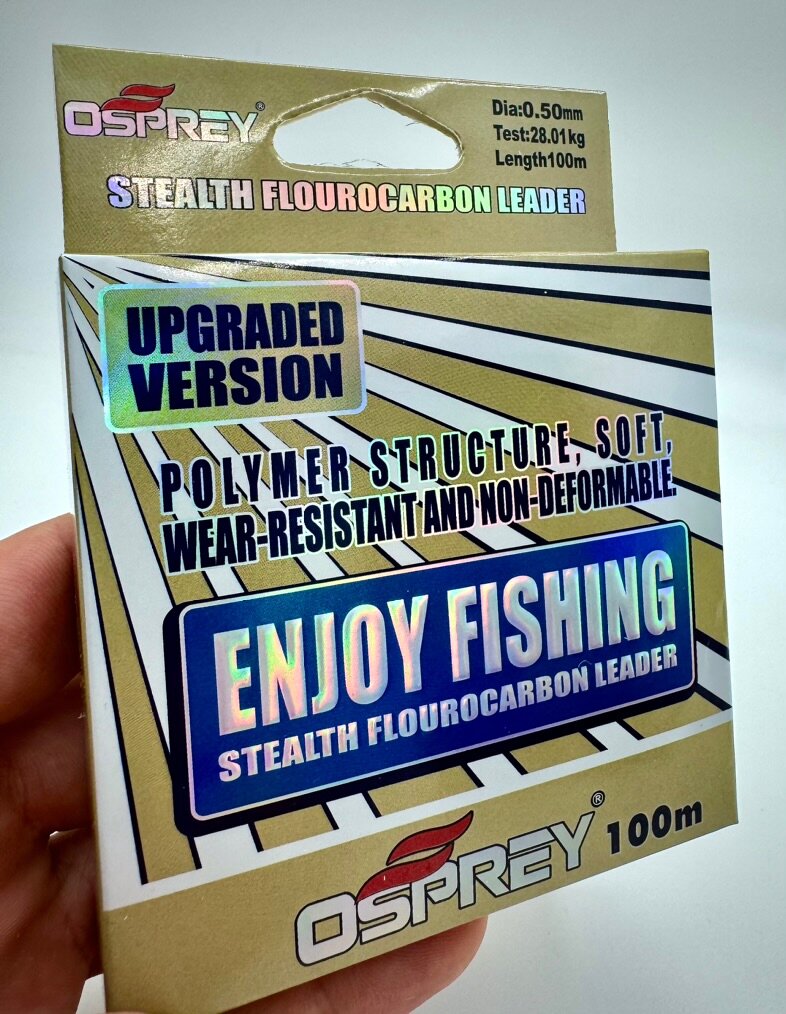 OSPREY®
Dia:0.50mm
Test:28.01kg
Length100m
STEALTH FLOUROCARBON LEADER
UPGRADED
VERSION
POLYMER STRUCTURE, SOFT,
WEAR-RESISTANT AND NON-DEFORMABLE.
ENJOY FISHING
STEALTH FLOUROCARBON LEADER
OSPREY® 100m